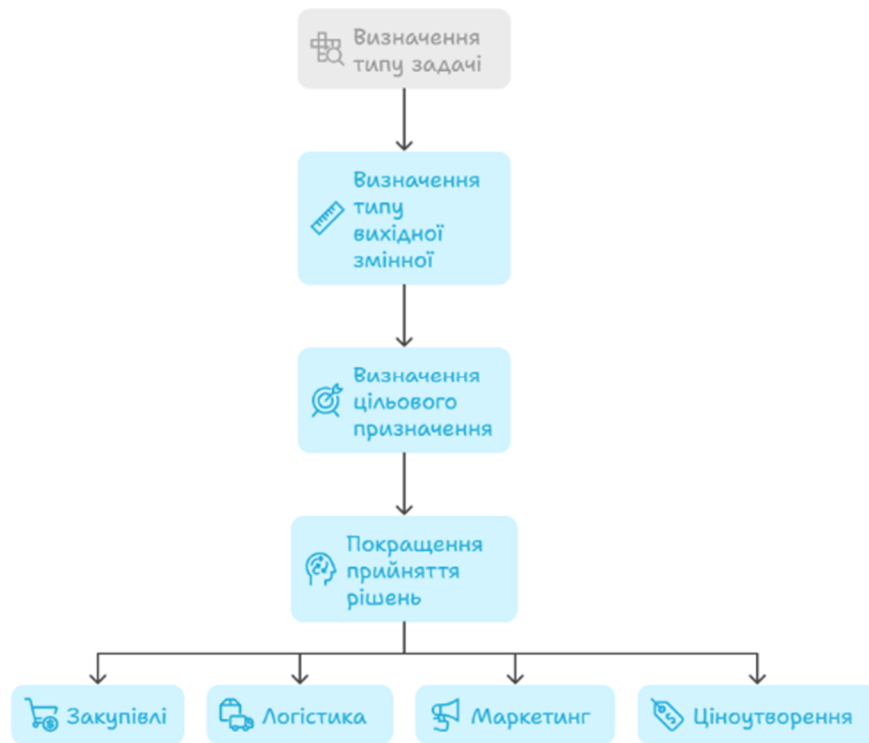 Визначення
типу задачі
Визначення
типу
вихідної
змінної
Визначення
цільового
призначення
Покращення
прийняття
рішень
Закупівлі
Логістика
Маркетинг
Ціноутворення